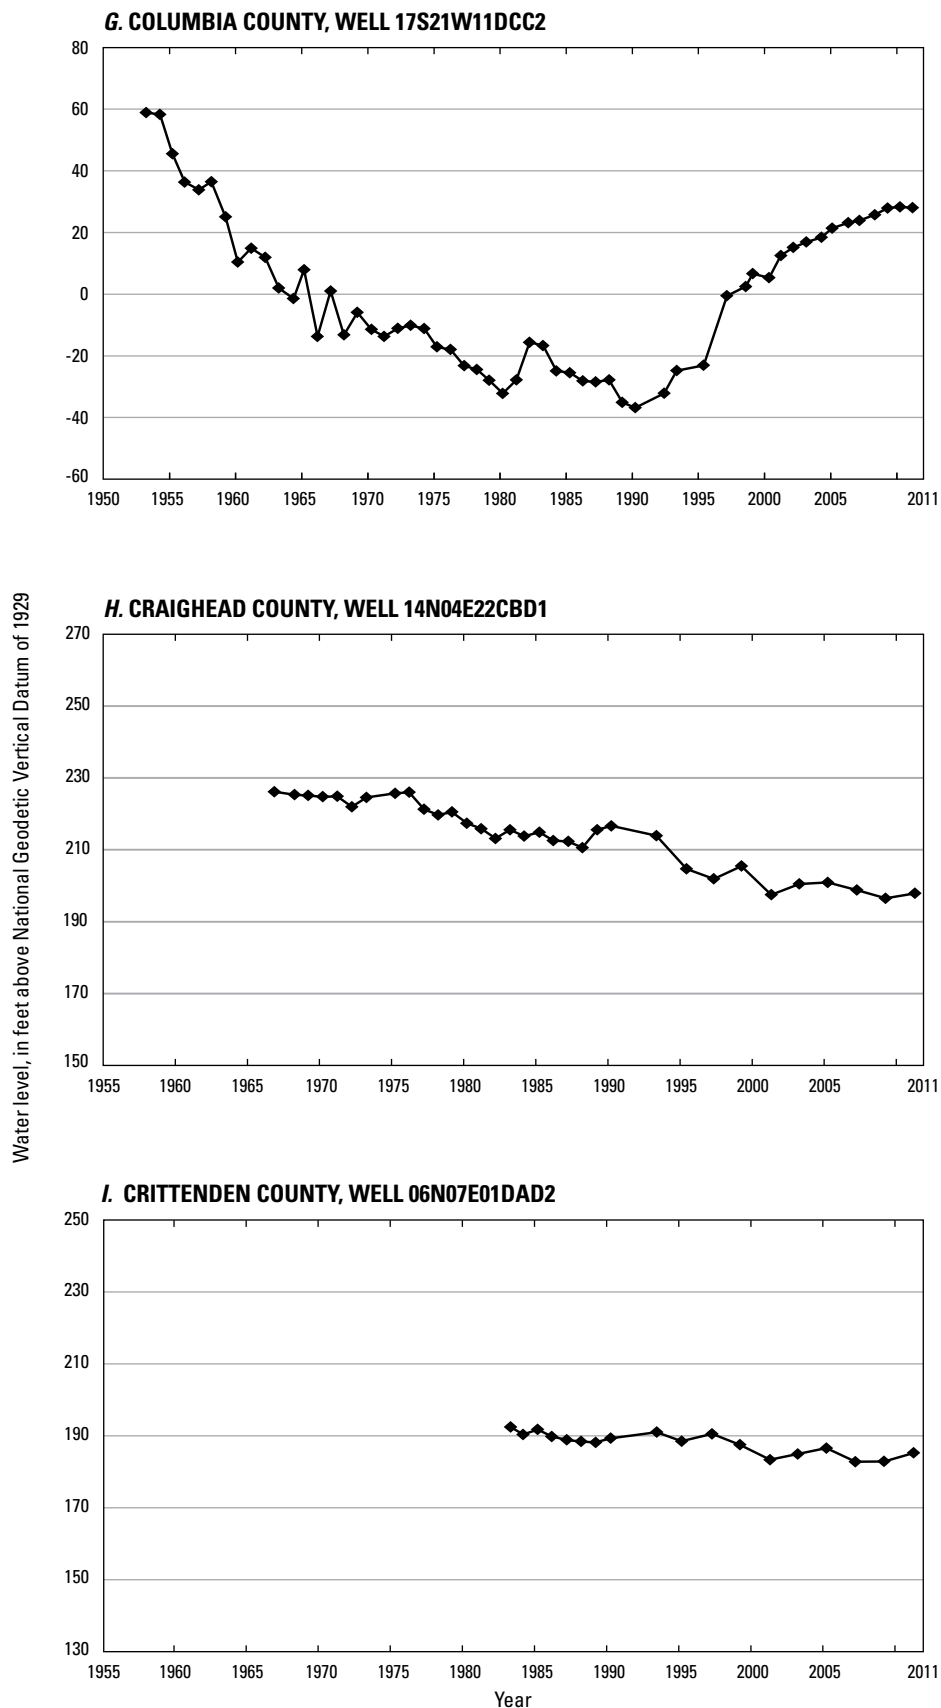 G. COLUMBIA COUNTY, WELL 17S21W11DCC2
80
60
40
20
0
-20
-40
-60
1950 1955 1960 1965 1970 1975 1980 1985 1990 1995 2000 2005 2011
Water level, in feet above National Geodetic Vertical Datum of 1929
H. CRAIGHEAD COUNTY, WELL 14N04E22CBD1
270
250
230
210
190
170
150
1955 1960 1965 1970 1975 1980 1985 1990 1995 2000 2005 2011
I. CRITTENDEN COUNTY, WELL 06N07E01DAD2
250
230
210
190
170
150
130
1955 1960 1965 1970 1975 1980 1985 1990 1995 2000 2005 2011
Year